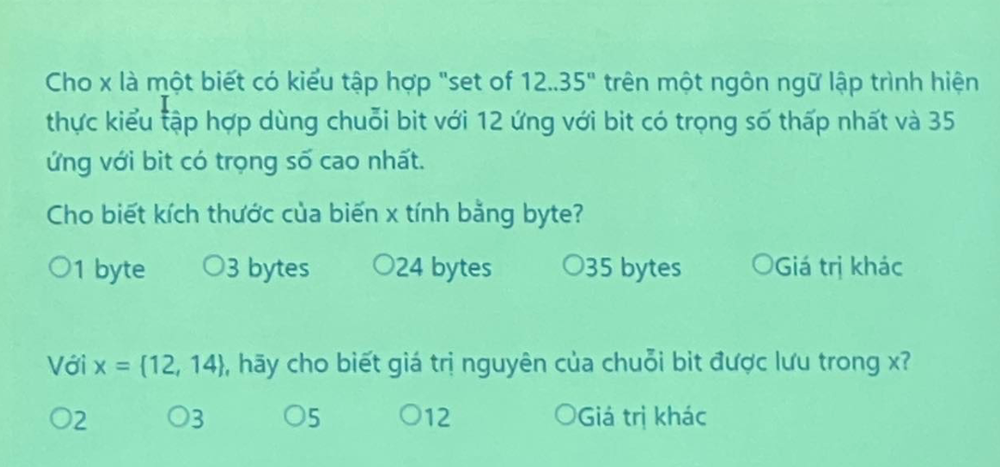 Cho x là một biết có kiểu tập hợp "set of 12..35" trên một ngôn ngữ lập trình hiện
thực kiểu tập hợp dùng chuỗi bit với 12 ứng với bit có trọng số thấp nhất và 35
ứng với bit có trọng số cao nhất.
Cho biết kích thước của biến x tính bằng byte?
1 byte 3 bytes 24 bytes 35 bytes Giá trị khác
Với x = {12, 14}, hãy cho biết giá trị nguyên của chuỗi bit được lưu trong x?
2 3 5 12 Giá trị khác